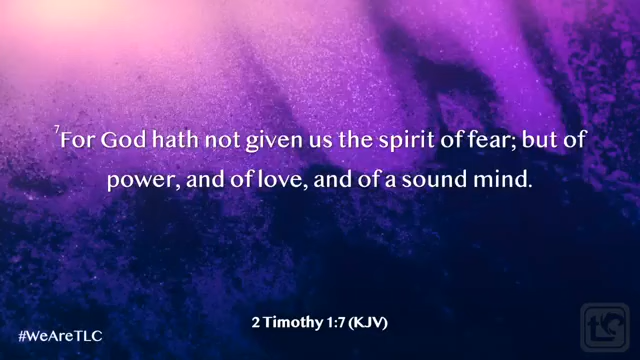 7For God hath not given us the spirit of fear; but of
power, and of love, and of a sound mind.
2 Timothy 1:7 (KJV)
#WeAreTLC